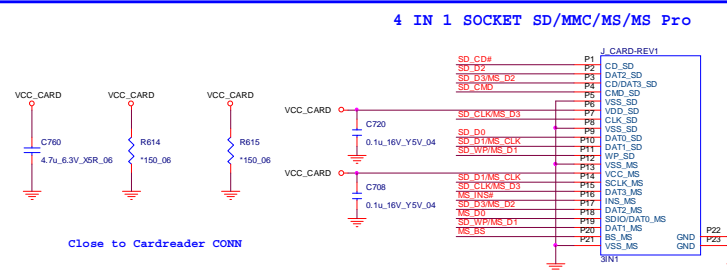 4 IN 1 SOCKET SD/MMC/MS/MS Pro
J_CARD-REV1
SD_CD# P1 CD_SD
SD_D2 P2 DAT2_SD
SD_D3/MS_D2 P3 CD/DAT3_SD
SD_CMD P4 CMD_SD
P5 VSS_SD
VCC_CARD P6 VDD_SD
SD_CLK/MS_D3 P7 CLK_SD
P8 VSS_SD
SD_D0 P9 DAT0_SD
SD_D1/MS_CLK P10 DAT1_SD
SD_WP/MS_D1 P11 WP_SD
P12 VSS_MS
VCC_CARD P13 VCC_MS
SD_D1/MS_CLK P14 SCLK_MS
SD_CLK/MS_D3 P15 DAT3_MS
MS_INS# P16 INS_MS
SD_D3/MS_D2 P17 DAT2_MS
MS_D0 P18 SDIO/DAT0_MS
SD_WP/MS_D1 P19 DAT1_MS
MS_BS P20 BS_MS GND P22
P21 VSS_MS GND P23
3IN1
C720
0.1u_16V_Y5V_04
C708
0.1u_16V_Y5V_04
VCC_CARD VCC_CARD VCC_CARD
C760 R614 R615
4.7u_6.3V_X5R_06 *150_06 *150_06
Close to Cardreader CONN